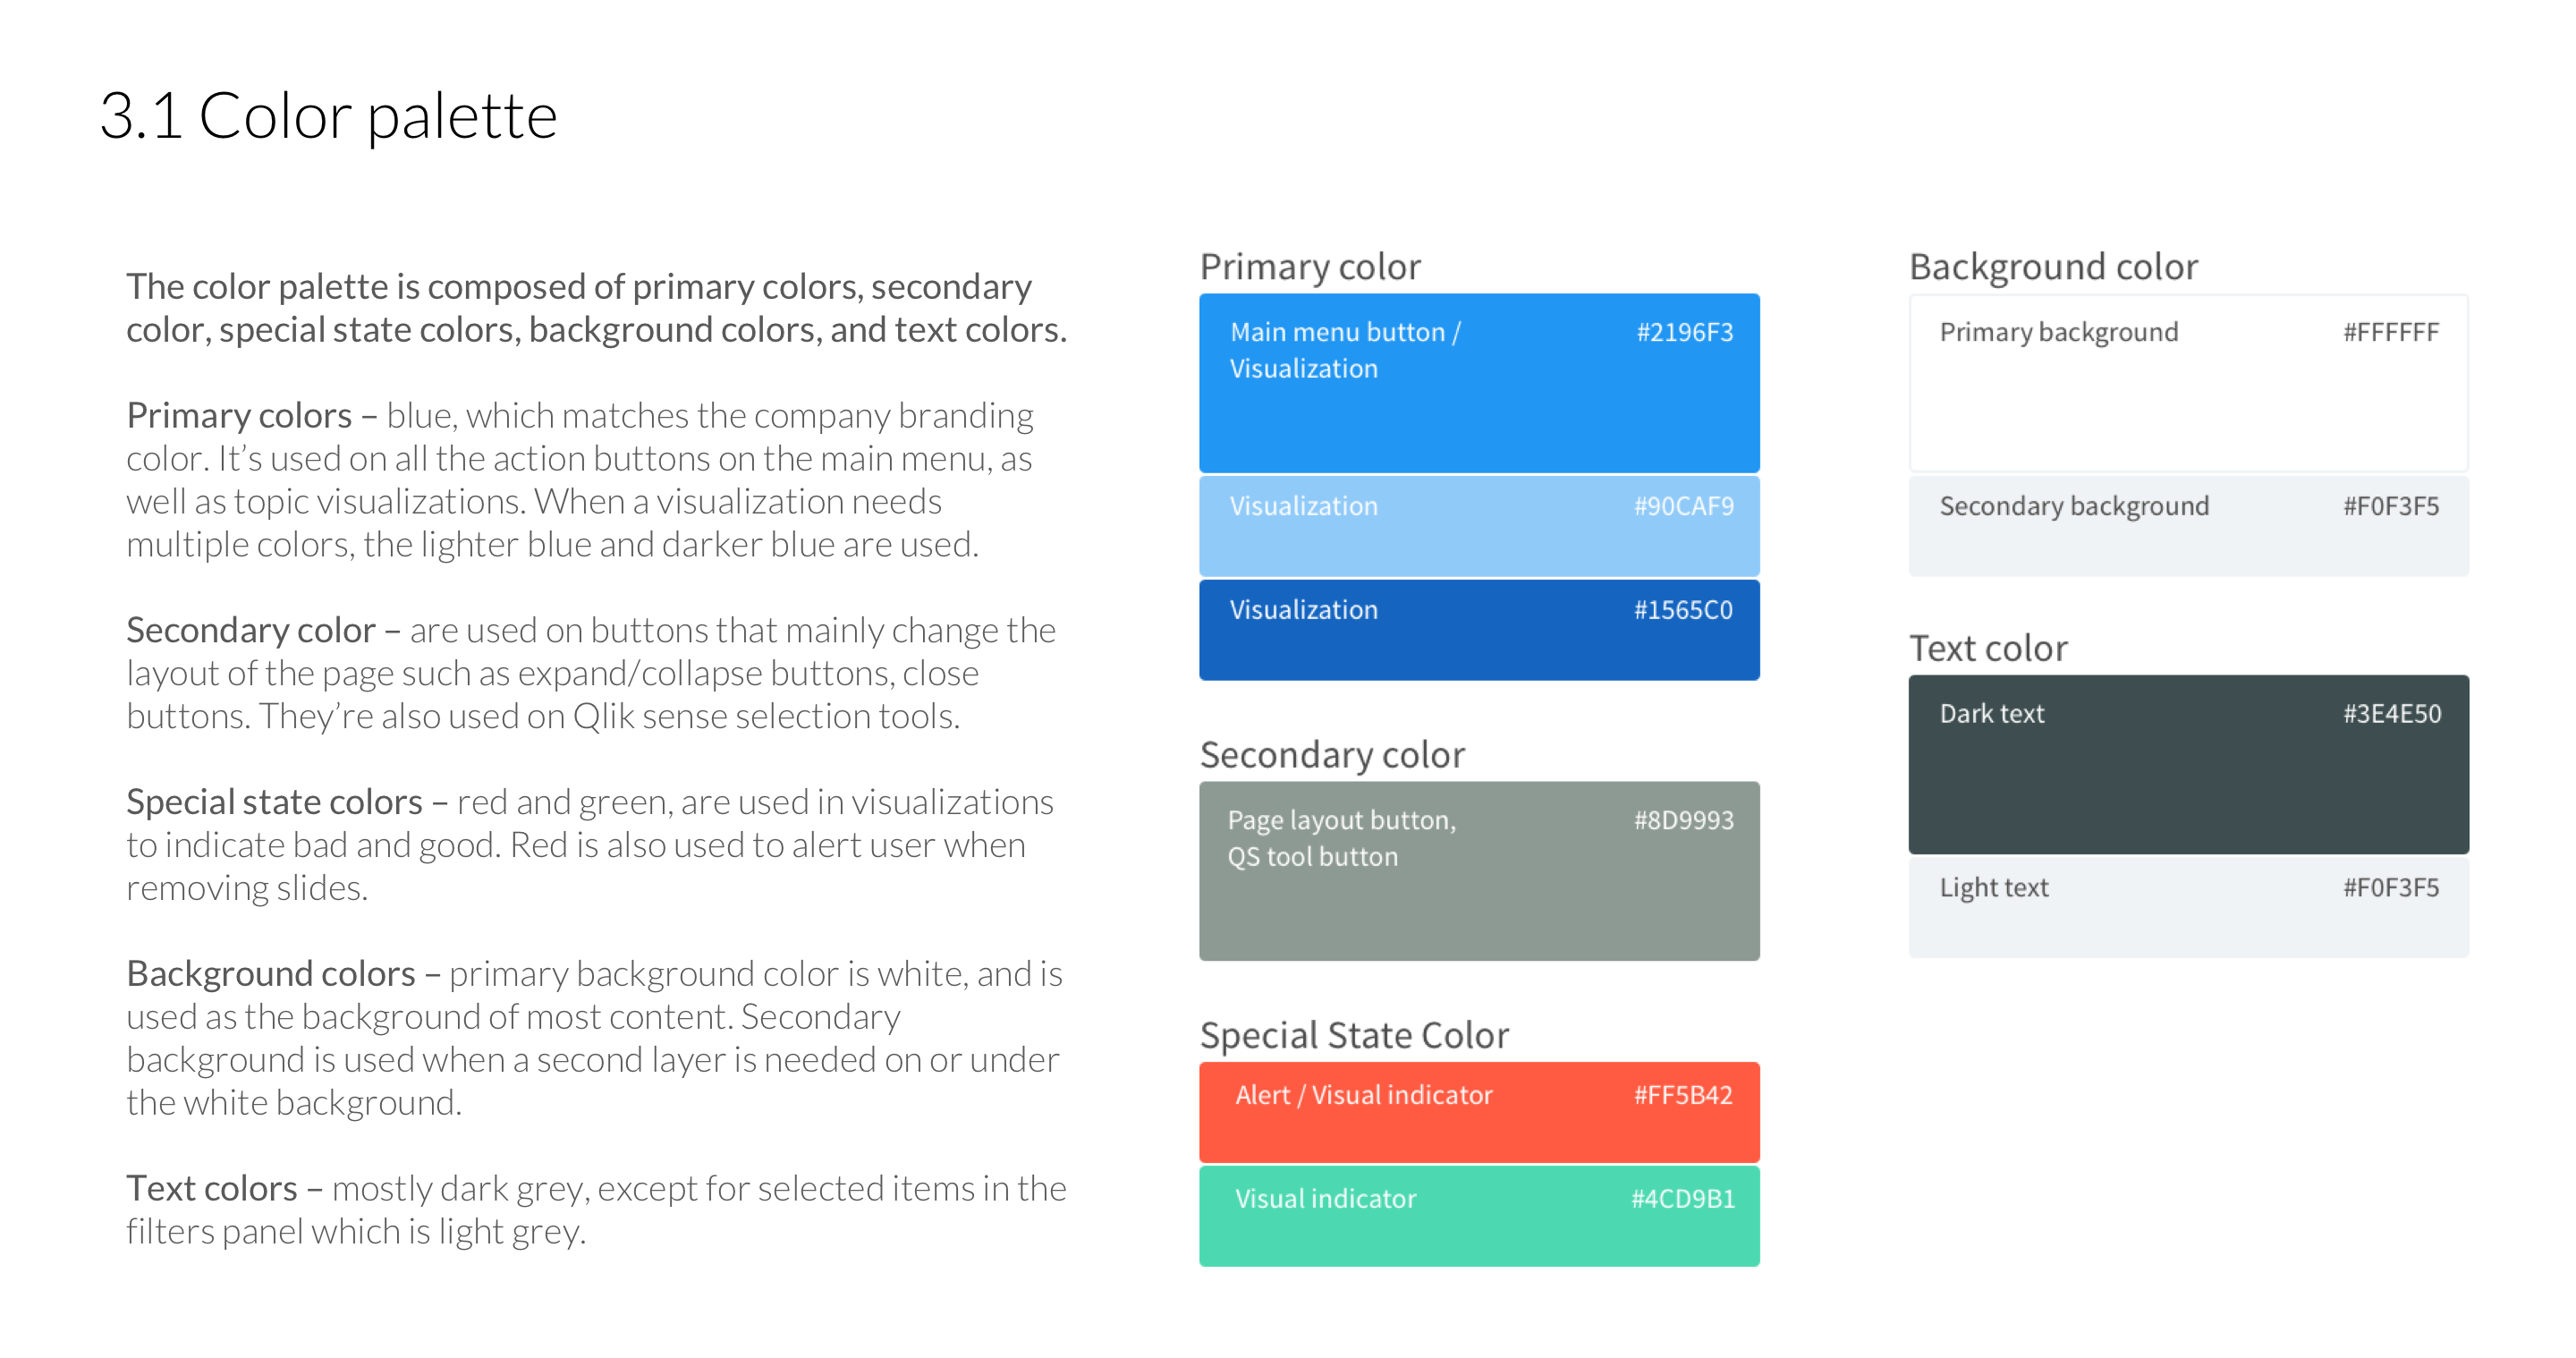 3.1 Color palette
The color palette is composed of primary colors, secondary
color, special state colors, background colors, and text colors.
Primary colors – blue, which matches the company branding
color. It’s used on all the action buttons on the main menu, as
well as topic visualizations. When a visualization needs
multiple colors, the lighter blue and darker blue are used.
Secondary color – are used on buttons that mainly change the
layout of the page such as expand/collapse buttons, close
buttons. They’re also used on Qlik sense selection tools.
Special state colors – red and green, are used in visualizations
to indicate bad and good. Red is also used to alert user when
removing slides.
Background colors – primary background color is white, and is
used as the background of most content. Secondary
background is used when a second layer is needed on or under
the white background.
Text colors – mostly dark grey, except for selected items in the
filters panel which is light grey.
Primary color
Main menu button / #2196F3
Visualization
Visualization #90CAF9
Visualization #1565C0
Secondary color
Page layout button, #8D9993
QS tool button
Special State Color
Alert / Visual indicator #FF5B42
Visual indicator #4CD9B1
Background color
Primary background #FFFFFF
Secondary background #F0F3F5
Text color
Dark text #3E4E50
Light text #F0F3F5